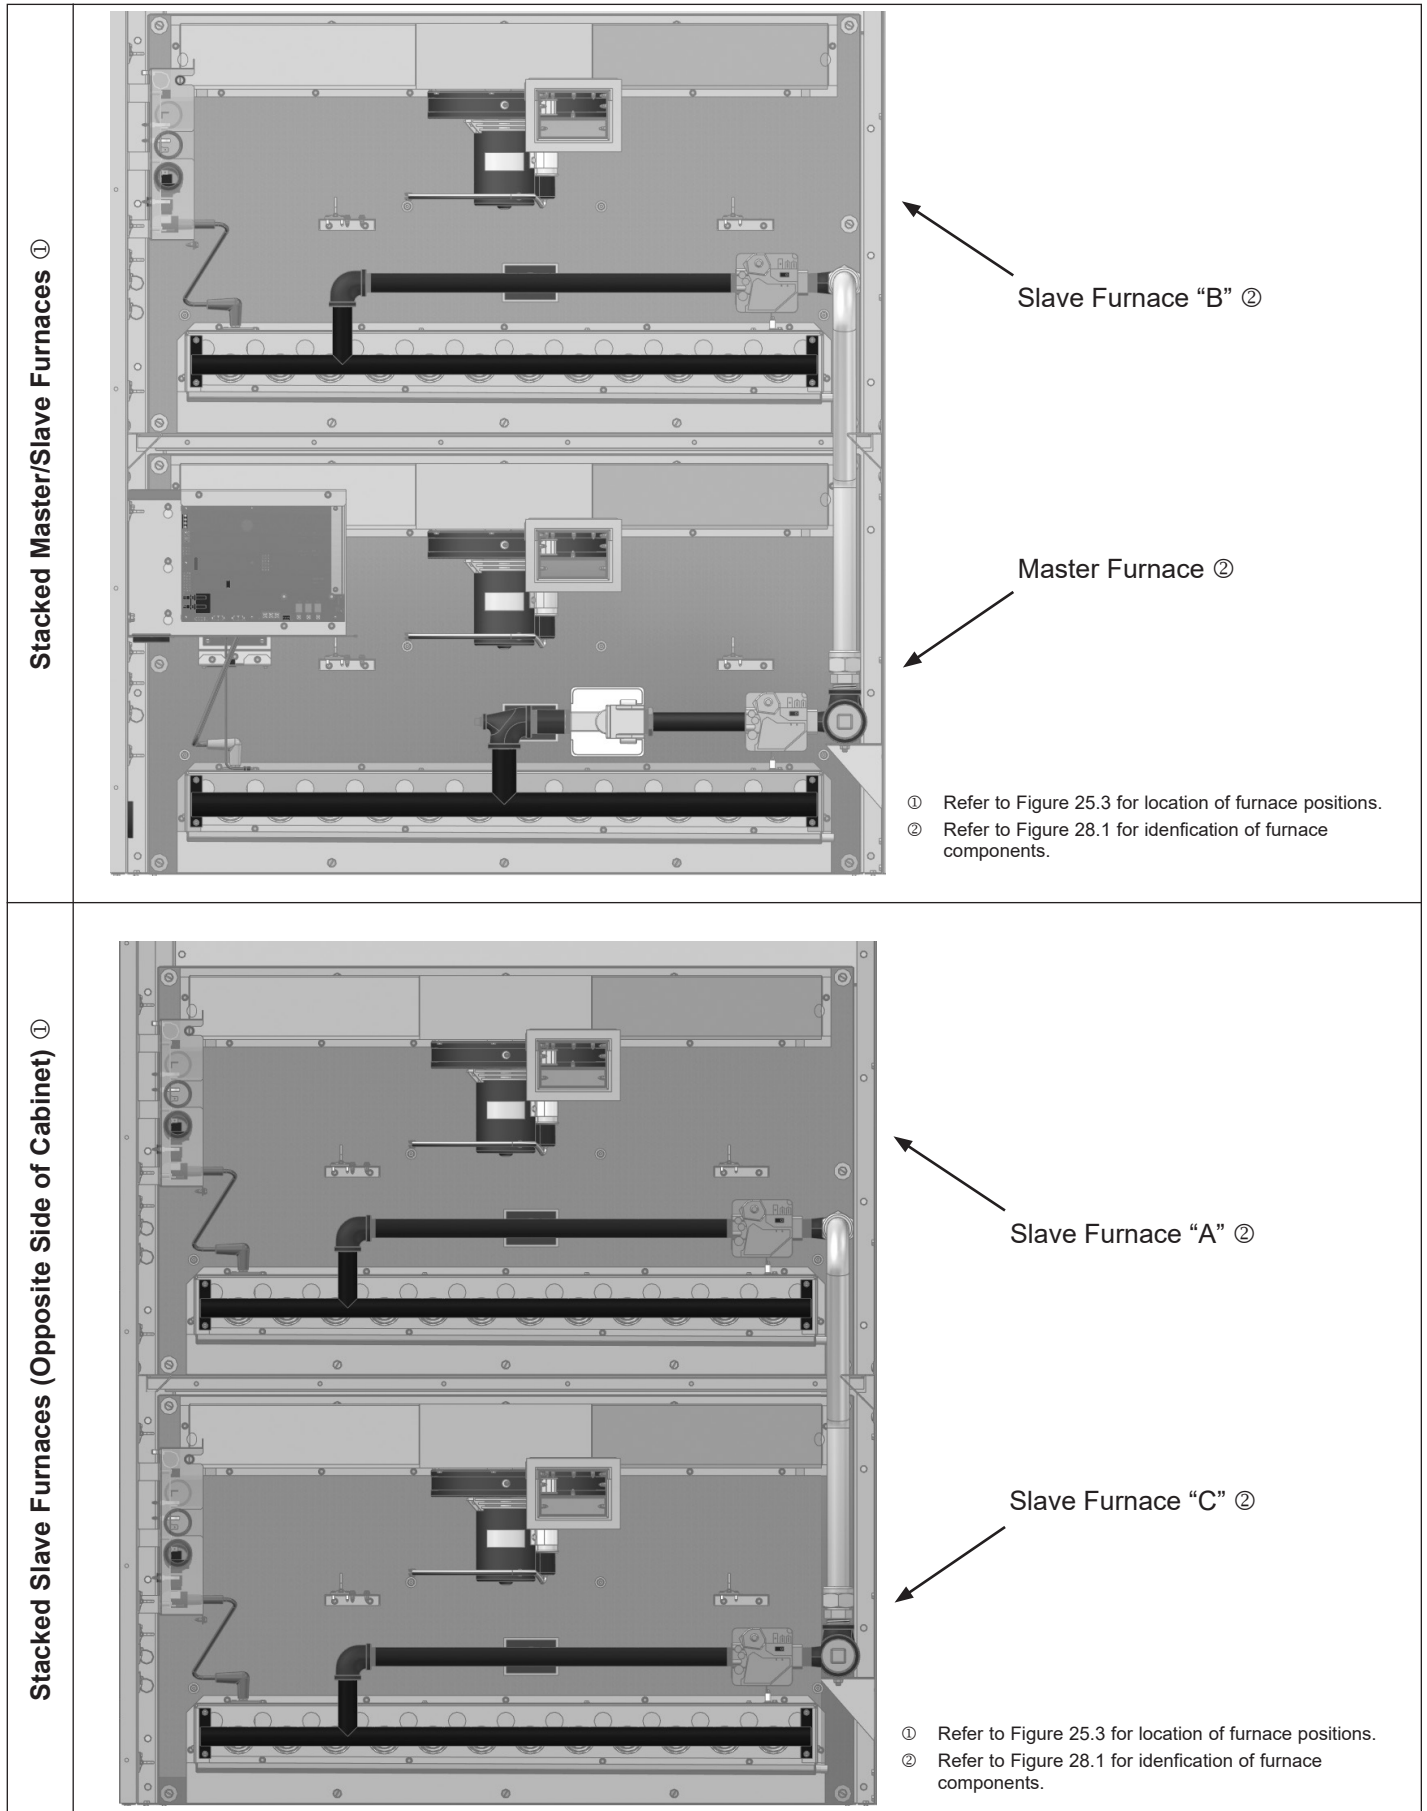 Stacked Master/Slave Furnaces ①
Slave Furnace “B” ②
Master Furnace ②
① Refer to Figure 25.3 for location of furnace positions.
② Refer to Figure 28.1 for idenfication of furnace
components.
Stacked Slave Furnaces (Opposite Side of Cabinet) ①
Slave Furnace “A” ②
Slave Furnace “C” ②
① Refer to Figure 25.3 for location of furnace positions.
② Refer to Figure 28.1 for idenfication of furnace
components.